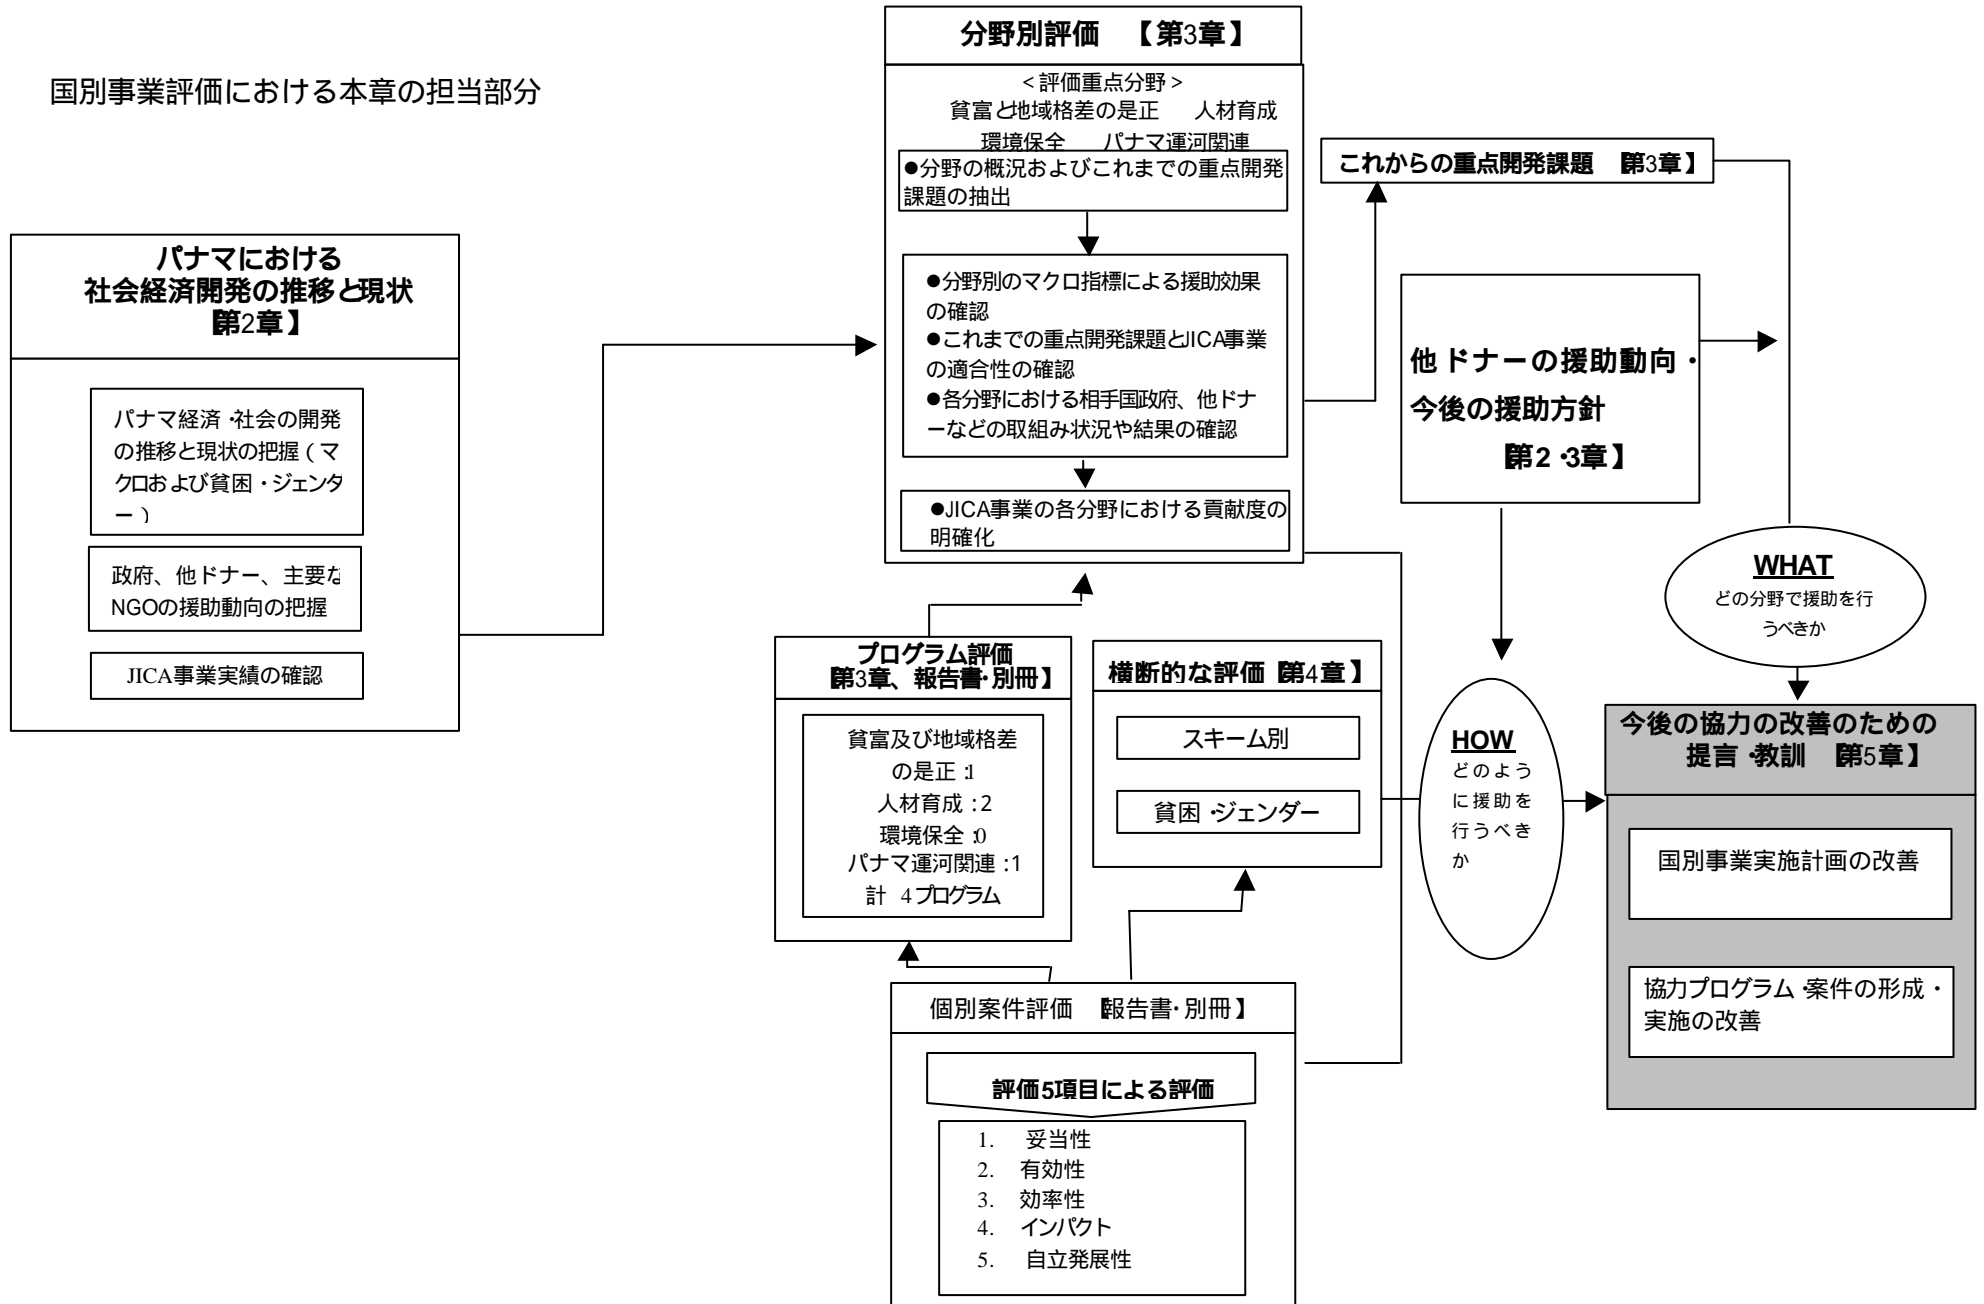 国別事業評価における本章の担当部分
分野別評価 【第3章】
<評価重点分野>
貧富と地域格差の是正 人材育成
環境保全 パナマ運河関連
●分野の概況およびこれまでの重点開発
課題の抽出
●分野別のマクロ指標による援助効果
の確認
●これまでの重点開発課題とJICA事業
の適合性の確認
●各分野における相手国政府、他ドナ
ーなどの取組み状況や結果の確認
●JICA事業の各分野における貢献度の
明確化
パナマにおける
社会経済開発の推移と現状
【第2章】
パナマ経済・社会の開発
の推移と現状の把握(マ
クロおよび貧困・ジェンダ
ー)
政府、他ドナー、主要な
NGOの援助動向の把握
JICA事業実績の確認
これからの重点開発課題 【第3章】
他ドナーの援助動向・
今後の援助方針
【第2・3章】
WHAT
どの分野で援助を行
うべきか
プログラム評価
【第3章、報告書・別冊】
貧富及び地域格差
の是正:1
人材育成:2
環境保全:0
パナマ運河関連:1
計 4プログラム
横断的な評価【第4章】
スキーム別
貧困・ジェンダー
HOW
どのよう
に援助を
行うべき
か
今後の協力の改善のための
提言・教訓 【第5章】
国別事業実施計画の改善
協力プログラム・案件の形成・
実施の改善
個別案件評価 【報告書・別冊】
評価5項目による評価
1. 妥当性
2. 有効性
3. 効率性
4. インパクト
5. 自立発展性